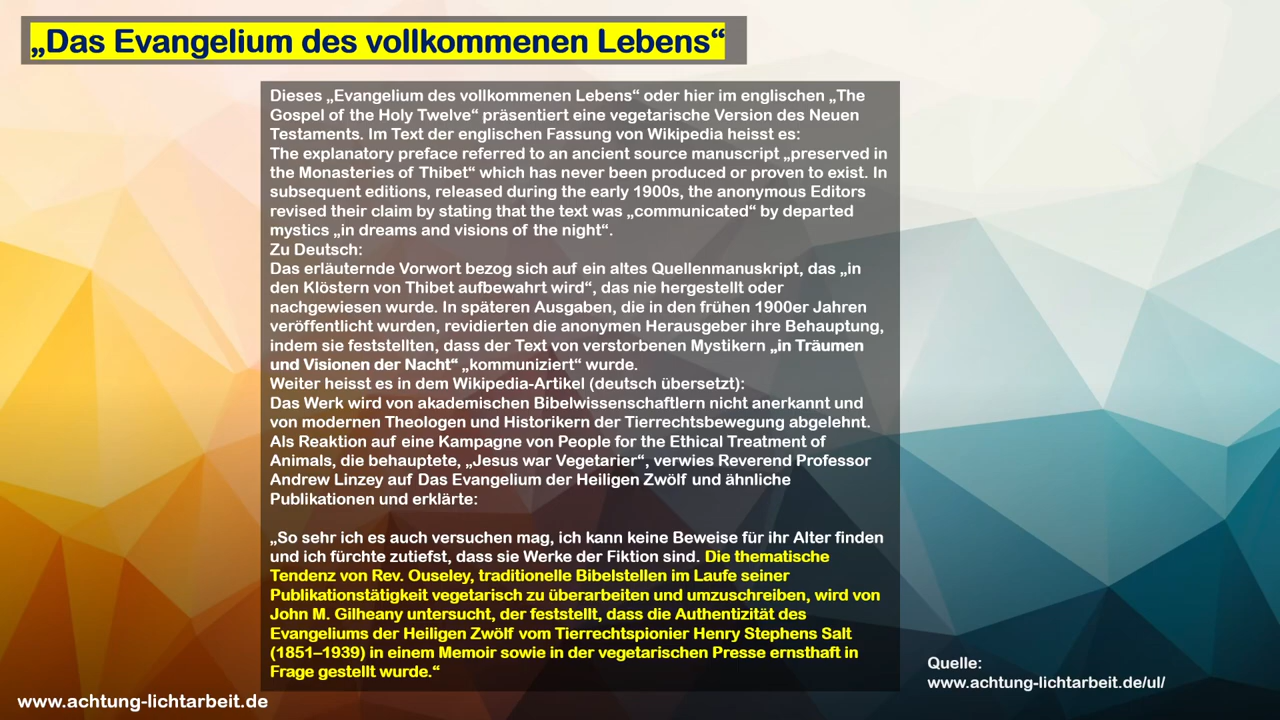 „Das Evangelium des vollkommenen Lebens“
Dieses „Evangelium des vollkommenen Lebens“ oder hier im englischen „The
Gospel of the Holy Twelve“ präsentiert eine vegetarische Version des Neuen
Testaments. Im Text der englischen Fassung von Wikipedia heisst es:
The explanatory preface referred to an ancient source manuscript „preserved in
the Monasteries of Thibet“ which has never been produced or proven to exist. In
subsequent editions, released during the early 1900s, the anonymous Editors
revised their claim by stating that the text was „communicated“ by departed
mystics „in dreams and visions of the night“.
Zu Deutsch:
Das erläuternde Vorwort bezog sich auf ein altes Quellenmanuskript, das „in
den Klöstern von Thibet aufbewahrt wird“, das nie hergestellt oder
nachgewiesen wurde. In späteren Ausgaben, die in den frühen 1900er Jahren
veröffentlicht wurden, revidierten die anonymen Herausgeber ihre Behauptung,
indem sie feststellten, dass der Text von verstorbenen Mystikern „in Träumen
und Visionen der Nacht“ „kommuniziert“ wurde.
Weiter heisst es in dem Wikipedia-Artikel (deutsch übersetzt):
Das Werk wird von akademischen Bibelwissenschaftlern nicht anerkannt und
von modernen Theologen und Historikern der Tierrechtsbewegung abgelehnt.
Als Reaktion auf eine Kampagne von People for the Ethical Treatment of
Animals, die behauptete, „Jesus war Vegetarier“, verwies Reverend Professor
Andrew Linzey auf Das Evangelium der Heiligen Zwölf und ähnliche
Publikationen und erklärte:
„So sehr ich es auch versuchen mag, ich kann keine Beweise für ihr Alter finden
und ich fürchte zutiefst, dass sie Werke der Fiktion sind. Die thematische
Tendenz von Rev. Ouseley, traditionelle Bibelstellen im Laufe seiner
Publikationstätigkeit vegetarisch zu überarbeiten und umzuschreiben, wird von
John M. Gilheany untersucht, der feststellt, dass die Authentizität des
Evangeliums der Heiligen Zwölf vom Tierrechtspionier Henry Stephens Salt
(1851–1939) in einem Memoir sowie in der vegetarischen Presse ernsthaft in
Frage gestellt wurde.“
Quelle:
www.achtung-lichtarbeit.de/ul/
www.achtung-lichtarbeit.de